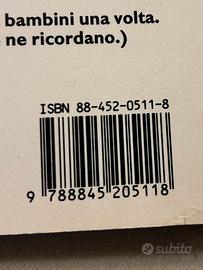 bambini una volta.
ne ricordano.)
ISBN 88-452-0511-8
9 788845 205118
subito